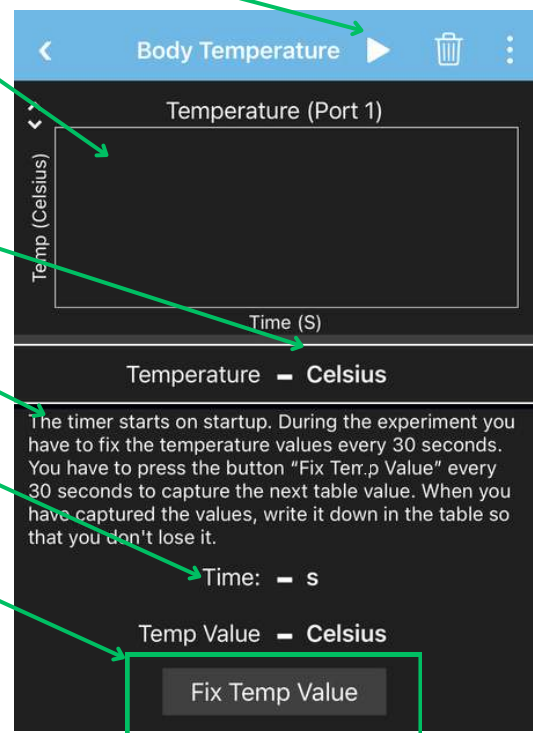 Body Temperature
Temperature (Port 1)
Temp (Celsius)
Time (S)
Temperature – Celsius
The timer starts on startup. During the experiment you
have to fix the temperature values every 30 seconds.
You have to press the button "Fix Temp Value" every
30 seconds to capture the next table value. When you
have captured the values, write it down in the table so
that you don't lose it.
Time: – s
Temp Value – Celsius
Fix Temp Value